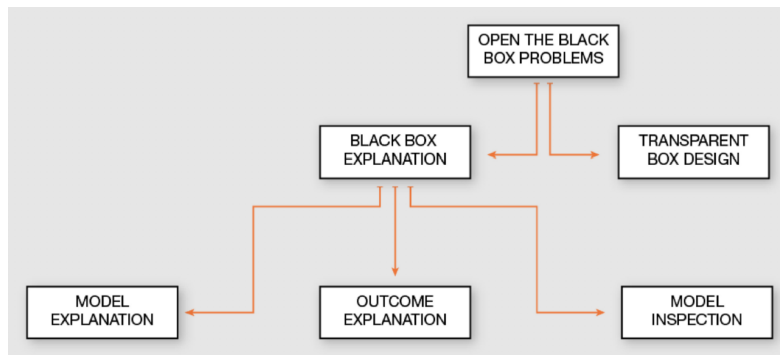 OPEN THE BLACK
BOX PROBLEMS
BLACK BOX
EXPLANATION
TRANSPARENT
BOX DESIGN
MODEL
EXPLANATION
OUTCOME
EXPLANATION
MODEL
INSPECTION